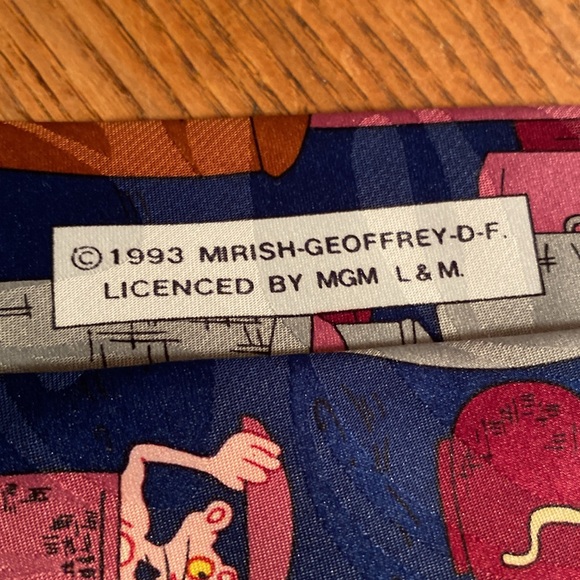 © 1993 MIRISH-GEOFFREY-D-F.
LICENCED BY MGM L & M.